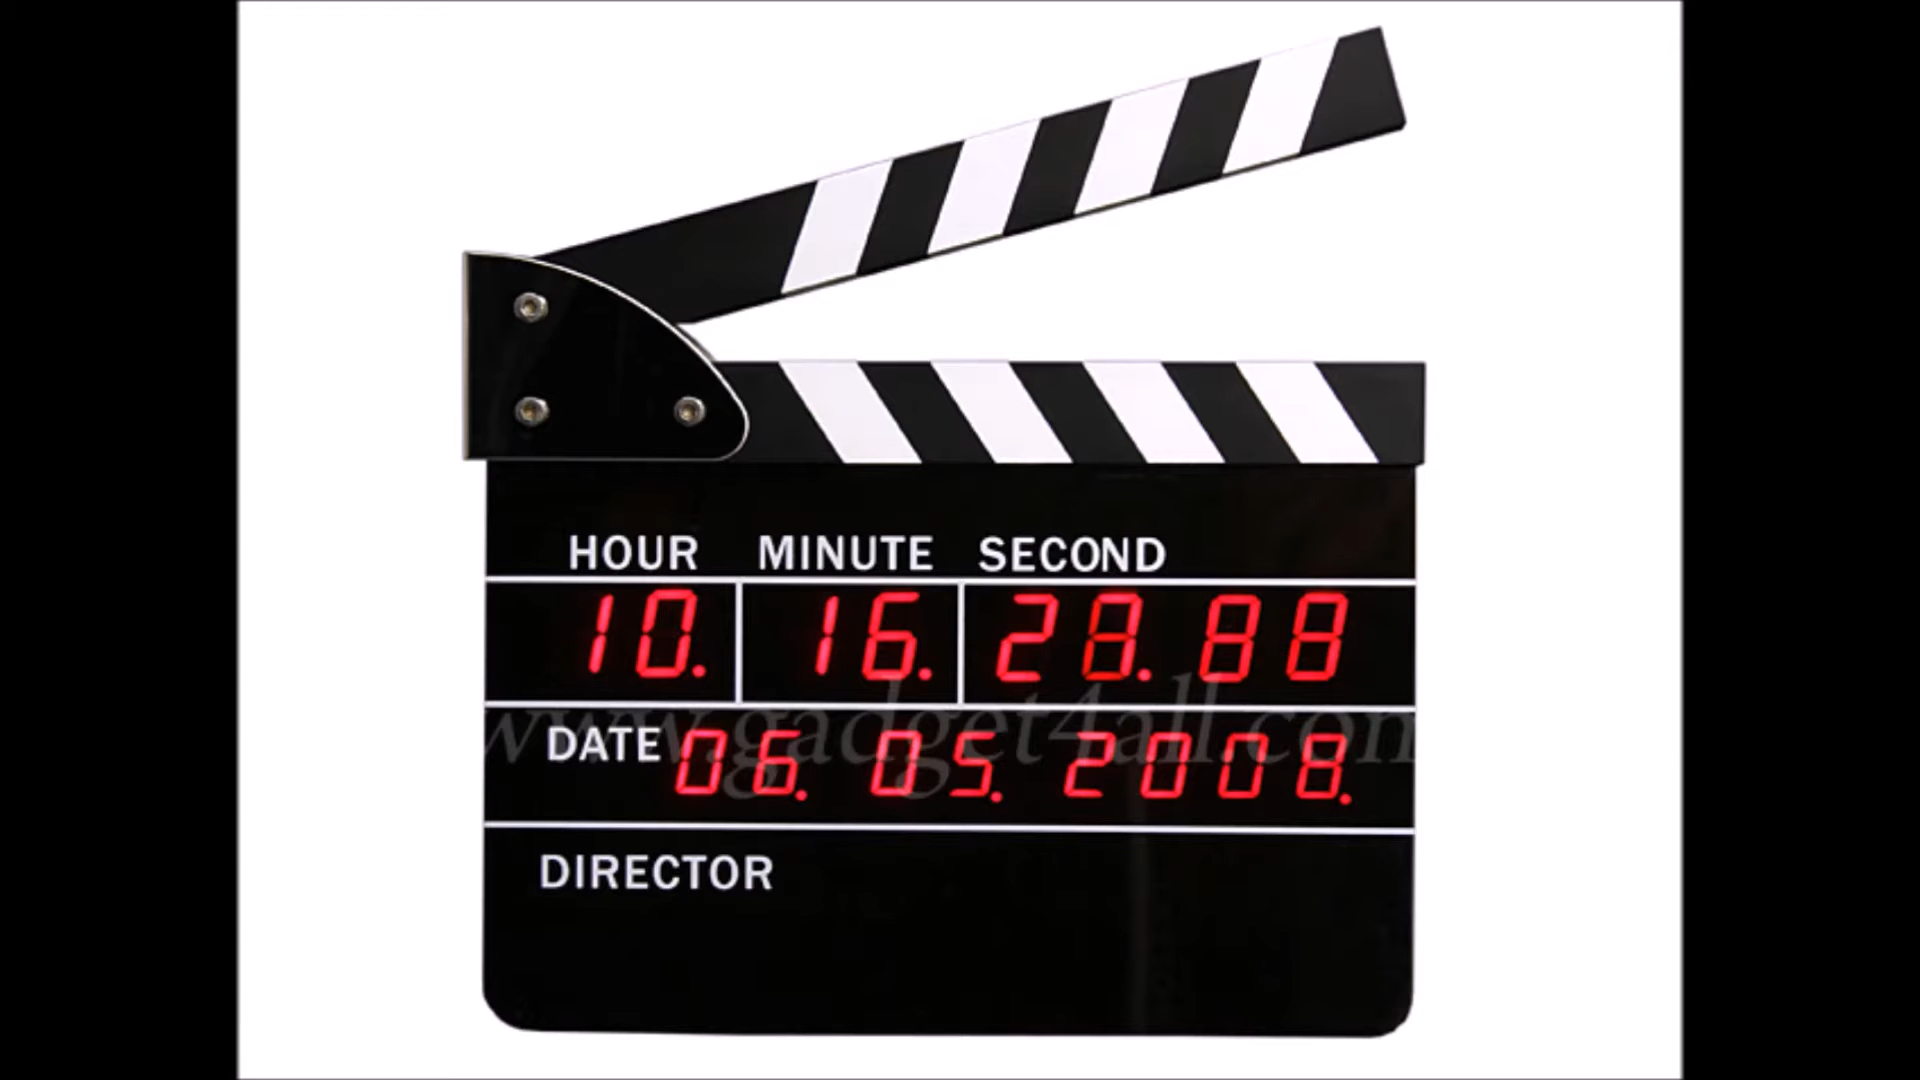 HOUR MINUTE SECOND
10. 16. 28.88
www.gadget4all.com
DATE 06. 05. 2008.
DIRECTOR